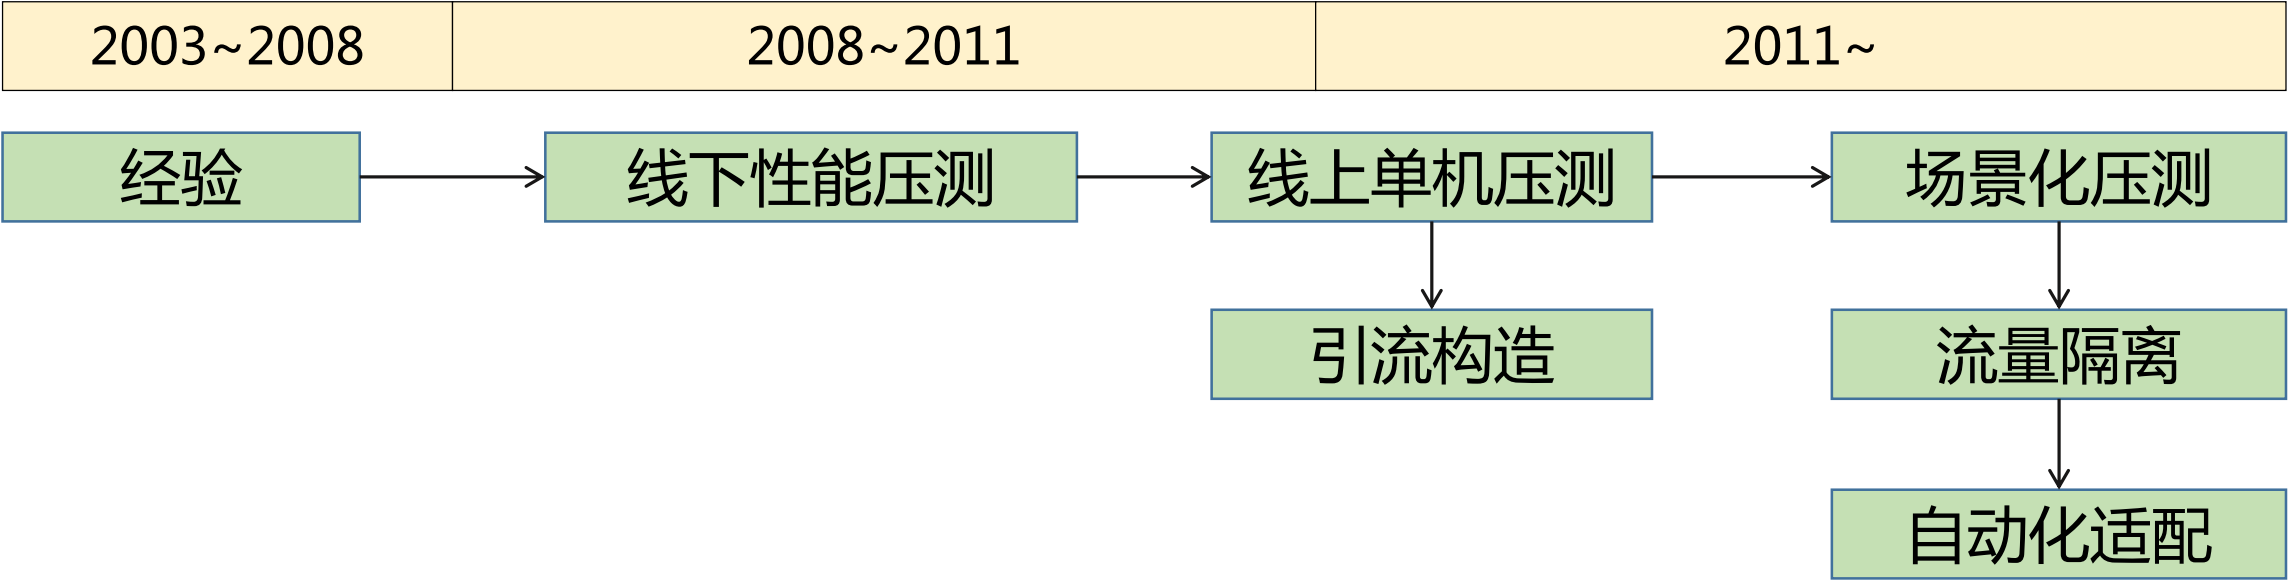 2003~2008
2008~2011
2011~
经验
线下性能压测
线上单机压测
场景化压测
引流构造
流量隔离
自动化适配